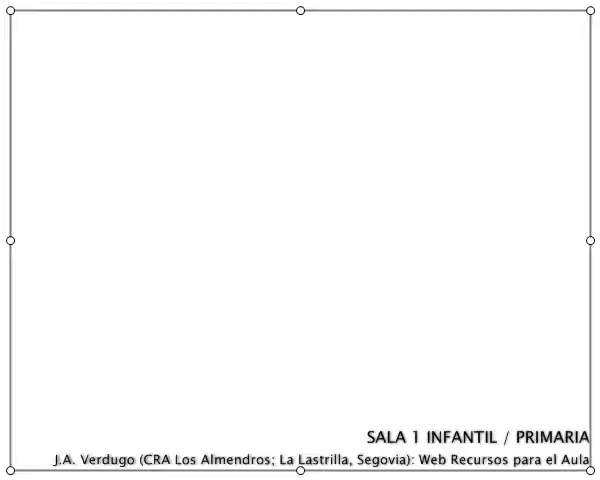 SALA 1 INFANTIL / PRIMARIA
J.A. Verdugo (CRA Los Almendros; La Lastrilla, Segovia): Web Recursos para el Aula